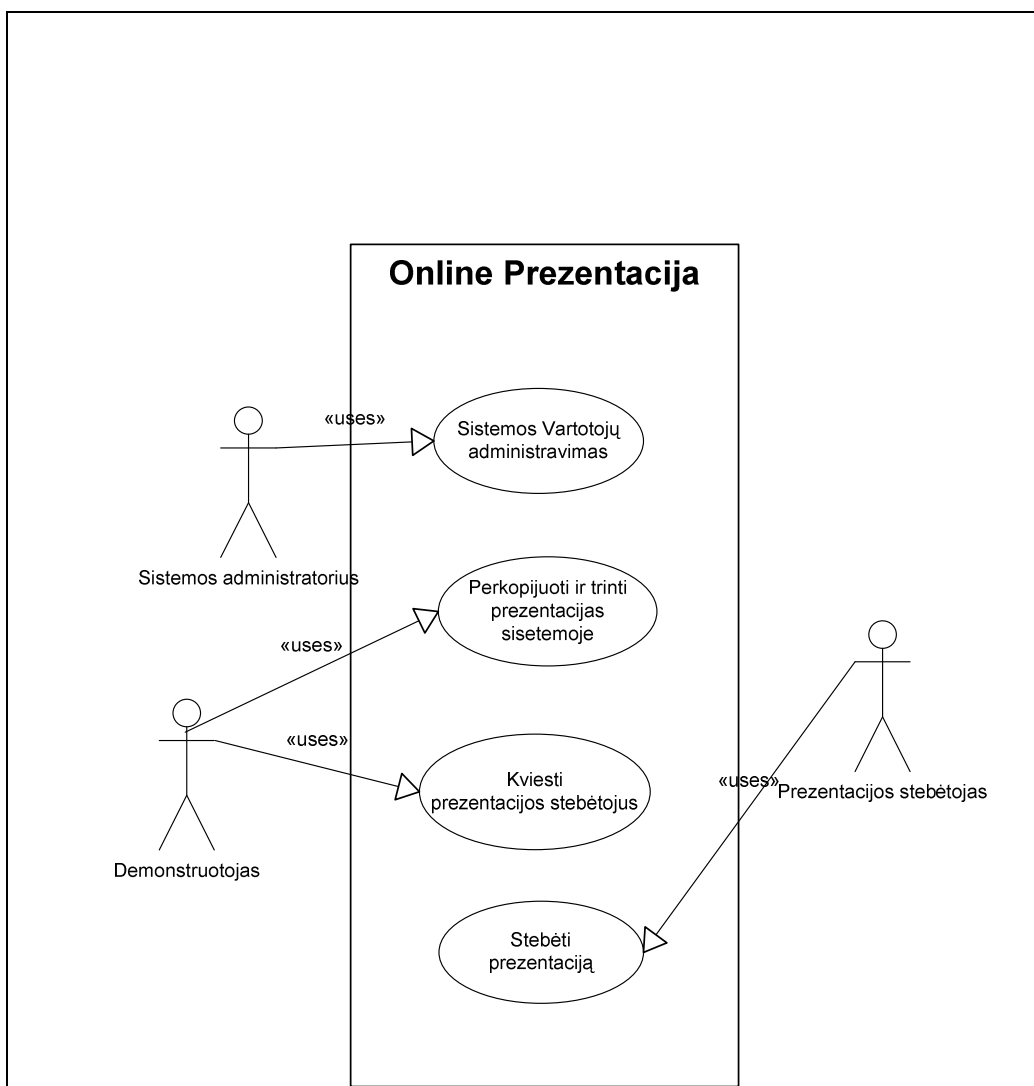 Online Prezentacija
«uses»
Sistemos Vartotojų
administravimas
Sistemos administratorius
Perkopijuoti ir trinti
prezentacijas
sisetemoje
«uses»
«uses»
Kviesti
prezentacijos stebėtojus
«uses»
Prezentacijos stebėtojas
Demonstruotojas
Stebėti
prezentaciją